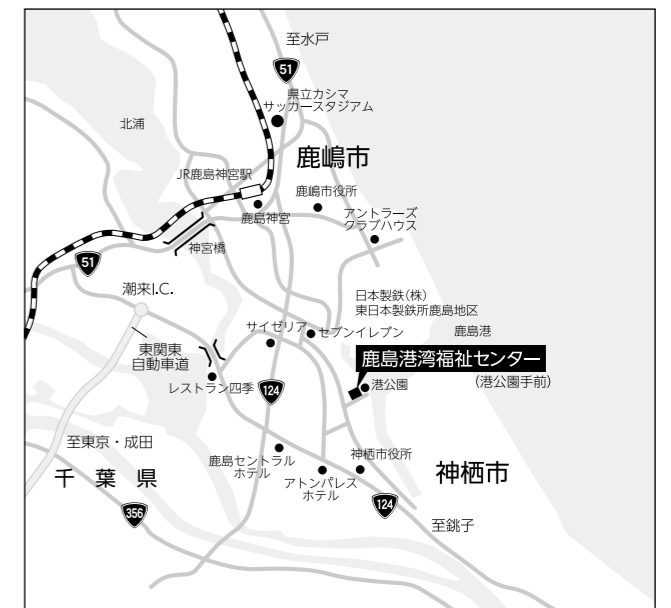 至水戸
51
県立カシマ
サッカースタジアム
北浦
鹿嶋市
JR鹿島神宮駅
鹿嶋市役所
鹿島神宮
アントラーズ
クラブハウス
神宮橋
51
潮来I.C.
日本製鉄(株)
東日本製鉄所鹿島地区
サイゼリア
セブンイレブン
鹿島港
東関東
自動車道
鹿島港湾福祉センター
レストラン四季
124
港公園
(港公園手前)
至東京・成田
鹿島セントラル
ホテル
神栖市役所
千葉県
アトンパレス
ホテル
神栖市
124
356
至銚子